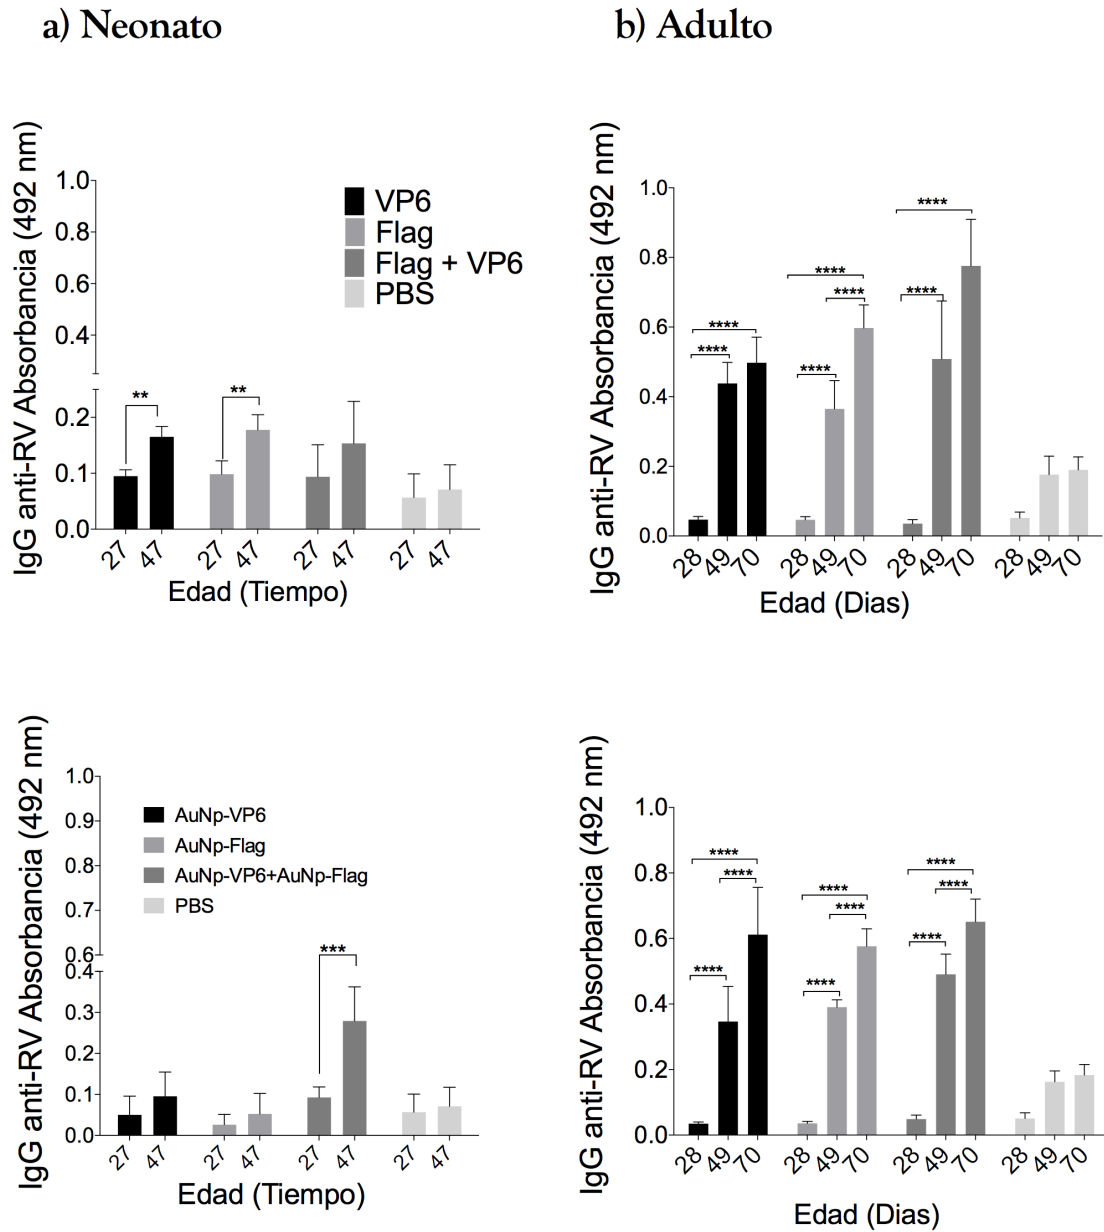 a) Neonato
b) Adulto
IgG anti-RV Absorbancia (492 nm)
1.0
0.8
0.6
0.4
0.2
0.1
0.0
VP6
Flag
Flag + VP6
PBS
**
**
27 47 27 47 27 47 27 47
Edad (Tiempo)
IgG anti-RV Absorbancia (492 nm)
1.0
0.8
0.6
0.4
0.2
0.0
****
****
****
****
****
****
****
28 49 70 28 49 70 28 49 70 28 49 70
Edad (Dias)
IgG anti-RV Absorbancia (492 nm)
1.0
0.9
0.8
0.7
0.6
0.4
0.3
0.2
0.1
0.0
AuNp-VP6
AuNp-Flag
AuNp-VP6+AuNp-Flag
PBS
***
27 47 27 47 27 47 27 47
Edad (Tiempo)
IgG anti-RV Absorbancia (492 nm)
1.0
0.8
0.6
0.4
0.2
0.0
****
****
****
****
****
****
****
****
****
28 49 70 28 49 70 28 49 70 28 49 70
Edad (Dias)